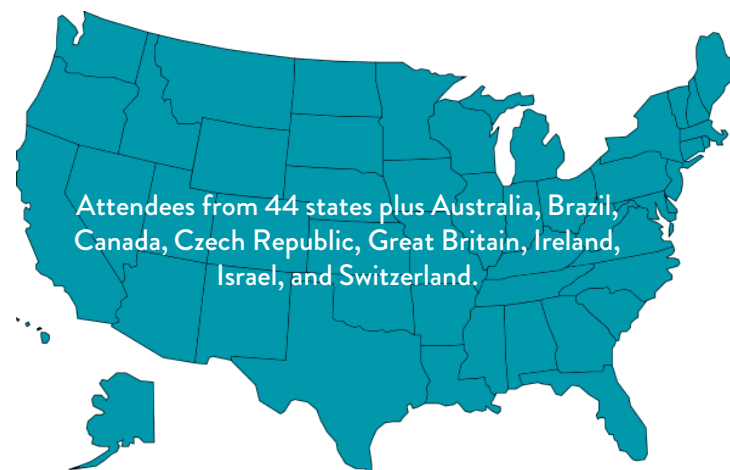 Attendees from 44 states plus Australia, Brazil,
Canada, Czech Republic, Great Britain, Ireland,
Israel, and Switzerland.